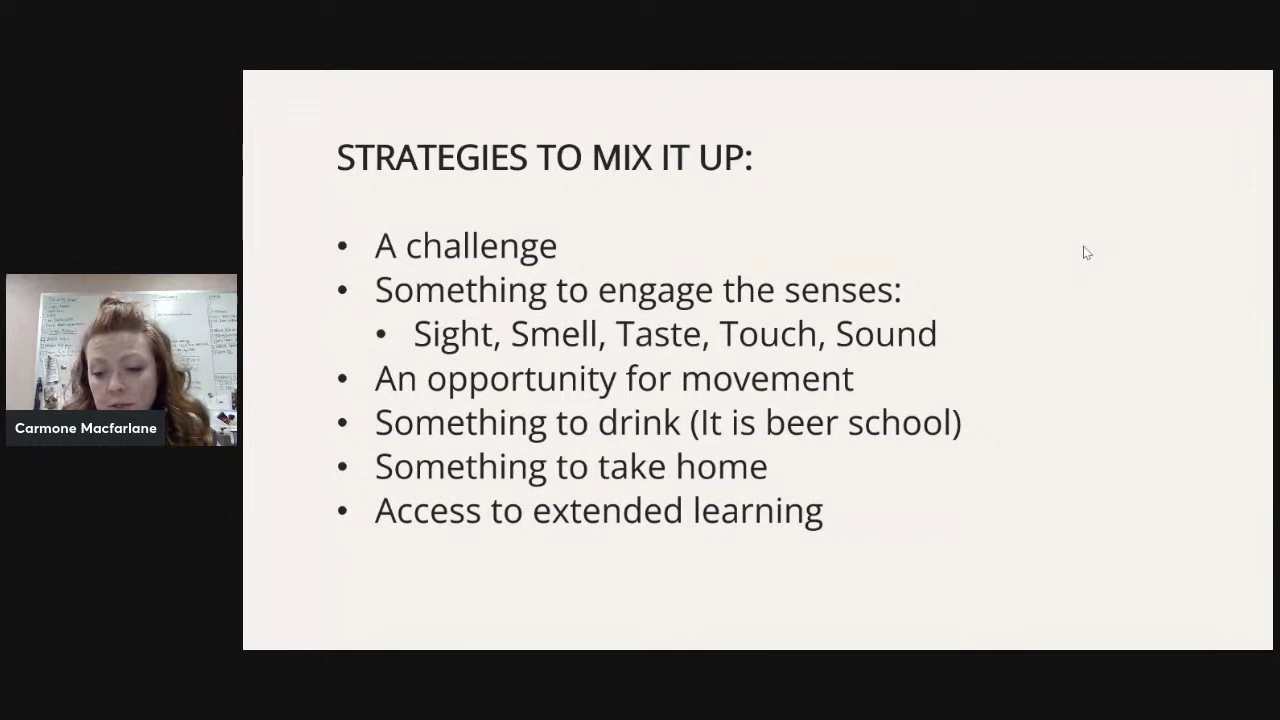 STRATEGIES TO MIX IT UP:
• A challenge
• Something to engage the senses:
• Sight, Smell, Taste, Touch, Sound
• An opportunity for movement
• Something to drink (It is beer school)
• Something to take home
• Access to extended learning
Carmone Macfarlane